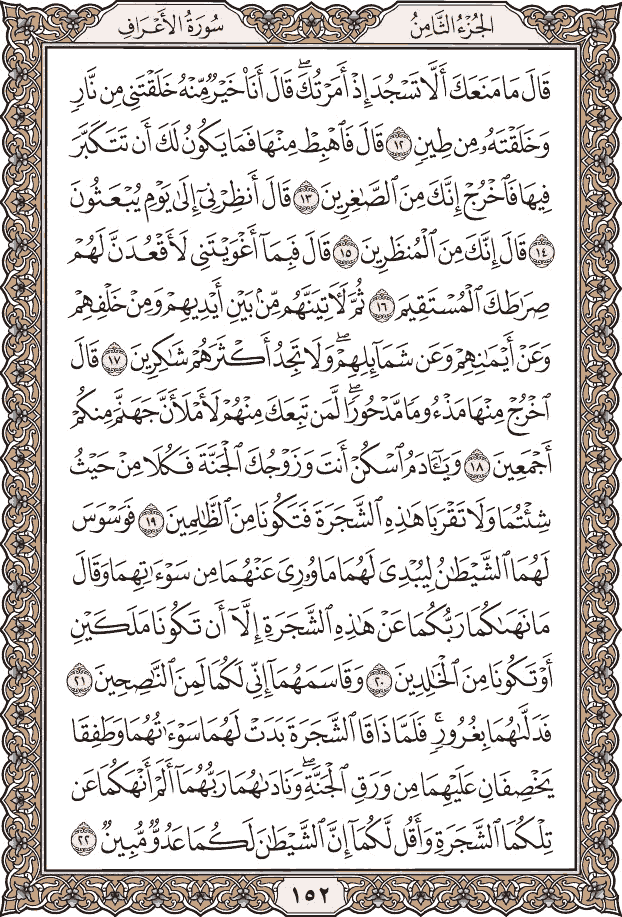 الجُزْءُ الثَّامِنُ
سُورَةُ الأَعْرَافِ
قَالَ مَا مَنَعَكَ أَلَّا تَسْجُدَ إِذْ أَمَرْتُكَۖ قَالَ أَنَا۠ خَيْرٌ مِّنْهُ خَلَقْتَنِي مِن نَّارٍ
وَخَلَقْتَهُۥ مِن طِينٍ ١٢ قَالَ فَٱهْبِطْ مِنْهَا فَمَا يَكُونُ لَكَ أَن تَتَكَبَّرَ
فِيهَا فَٱخْرُجْ إِنَّكَ مِنَ ٱلصَّٰغِرِينَ ١٣ قَالَ أَنظِرْنِىٓ إِلَىٰ يَوْمِ يُبْعَثُونَ
١٤ قَالَ إِنَّكَ مِنَ ٱلْمُنظَرِينَ ١٥ قَالَ فَبِمَآ أَغْوَيْتَنِى لَأَقْعُدَنَّ لَهُمْ
صِرَٰطَكَ ٱلْمُسْتَقِيمَ ١٦ ثُمَّ لَأٓتِيَنَّهُم مِّنۢ بَيْنِ أَيْدِيهِمْ وَمِنْ خَلْفِهِمْ
وَعَنْ أَيْمَٰنِهِمْ وَعَن شَمَآئِلِهِمْۖ وَلَا تَجِدُ أَكْثَرَهُمْ شَٰكِرِينَ ١٧ قَالَ
ٱخْرُجْ مِنْهَا مَذْءُومًا مَّدْحُورًاۖ لَّمَن تَبِعَكَ مِنْهُمْ لَأَمْلَأَنَّ جَهَنَّمَ مِنكُمْ
أَجْمَعِينَ ١٨ وَيَٰٓـَٔادَمُ ٱسْكُنْ أَنتَ وَزَوْجُكَ ٱلْجَنَّةَ فَكُلَا مِنْ حَيْثُ
شِئْتُمَا وَلَا تَقْرَبَا هَٰذِهِ ٱلشَّجَرَةَ فَتَكُونَا مِنَ ٱلظَّٰلِمِينَ ١٩ فَوَسْوَسَ
لَهُمَا ٱلشَّيْطَٰنُ لِيُبْدِىَ لَهُمَا مَا وُۥرِىَ عَنْهُمَا مِن سَوْءَٰتِهِمَا وَقَالَ
مَا نَهَىٰكُمَا رَبُّكُمَا عَنْ هَٰذِهِ ٱلشَّجَرَةِ إِلَّآ أَن تَكُونَا مَلَكَيْنِ
أَوْ تَكُونَا مِنَ ٱلْخَٰلِدِينَ ٢٠ وَقَاسَمَهُمَآ إِنِّى لَكُمَا لَمِنَ ٱلنَّٰصِحِينَ ٢١
فَدَلَّىٰهُمَا بِغُرُورٍۚ فَلَمَّا ذَاقَا ٱلشَّجَرَةَ بَدَتْ لَهُمَا سَوْءَٰتُهُمَا وَطَفِقَا
يَخْصِفَانِ عَلَيْهِمَا مِن وَرَقِ ٱلْجَنَّةِۖ وَنَادَىٰهُمَا رَبُّهُمَآ أَلَمْ أَنْهَكُمَا عَن
تِلْكُمَا ٱلشَّجَرَةِ وَأَقُل لَّكُمَآ إِنَّ ٱلشَّيْطَٰنَ لَكُمَا عَدُوٌّ مُّبِينٌ ٢٢
١٥٢